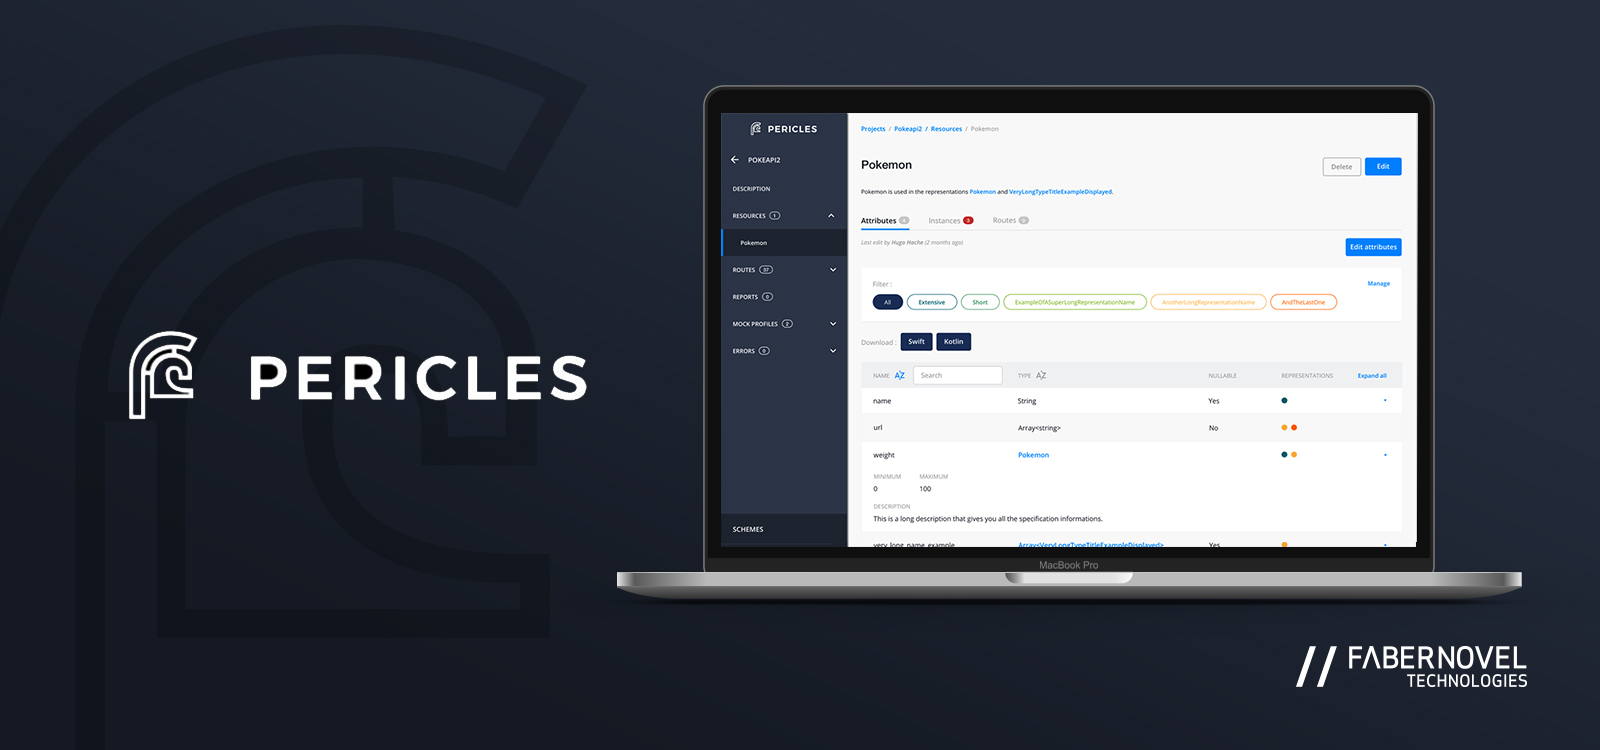 PERICLES
PERICLES
POKEAPI2
DESCRIPTION
RESOURCES 1
Pokemon
ROUTES 37
REPORTS 0
MOCK PROFILES 2
ERRORS 0
SCHEMES
Projects / Pokeapi2 / Resources / Pokemon
Pokemon
Delete Edit
Pokemon is used in the representations Pokemon and VeryLongTypeTitleExampleDisplayed.
Attributes 4 Instances 3 Routes 0
Last edit by Hugo Hache (2 months ago)
Edit attributes
Filter :
Manage
All Extensive Short ExampleOfASuperLongRepresentationName AnotherLongRepresentationName AndTheLastOne
Download : Swift Kotlin
NAME AZ Search TYPE AZ NULLABLE REPRESENTATIONS Expand all
name String Yes
url Array<string> No
weight Pokemon
MINIMUM MAXIMUM
0 100
DESCRIPTION
This is a long description that gives you all the specification informations.
very_long_name_example Array<VeryLongTypeTitleExampleDisplayed> Yes
MacBook Pro
// FABERNOVEL
TECHNOLOGIES